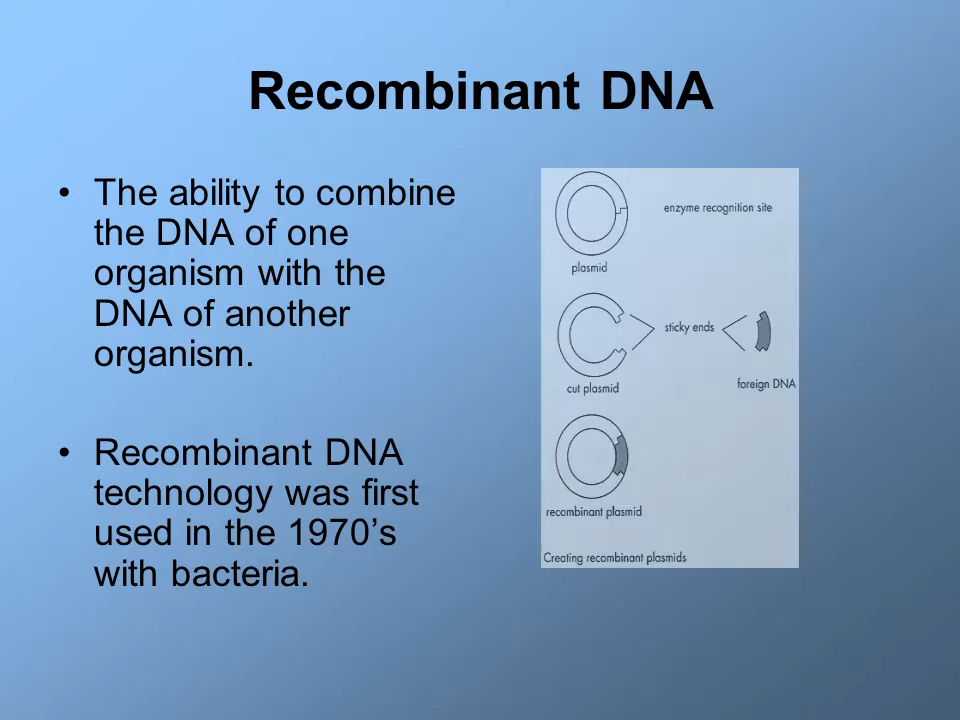 Recombinant DNA
• The ability to combine
the DNA of one
organism with the
DNA of another
organism.
• Recombinant DNA
technology was first
used in the 1970’s
with bacteria.
enzyme recognition site
plasmid
sticky ends
cut plasmid
foreign DNA
recombinant plasmid
Creating recombinant plasmids